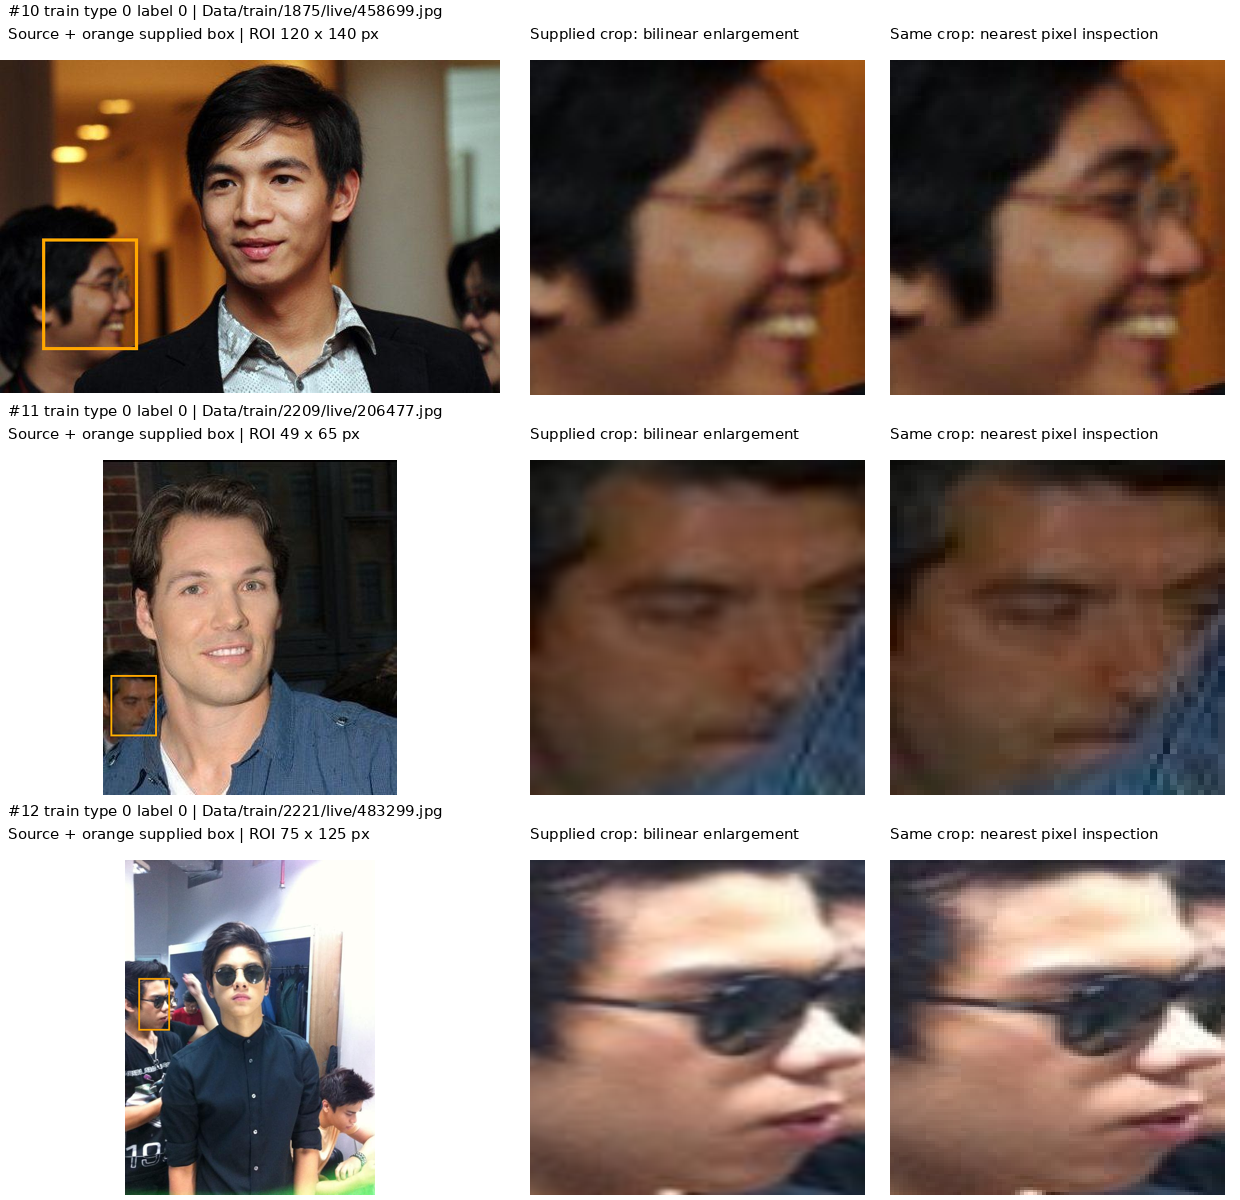 #10 train type 0 label 0 | Data/train/1875/live/458699.jpg
Source + orange supplied box | ROI 120 x 140 px
Supplied crop: bilinear enlargement
Same crop: nearest pixel inspection
#11 train type 0 label 0 | Data/train/2209/live/206477.jpg
Source + orange supplied box | ROI 49 x 65 px
Supplied crop: bilinear enlargement
Same crop: nearest pixel inspection
#12 train type 0 label 0 | Data/train/2221/live/483299.jpg
Source + orange supplied box | ROI 75 x 125 px
Supplied crop: bilinear enlargement
Same crop: nearest pixel inspection
10